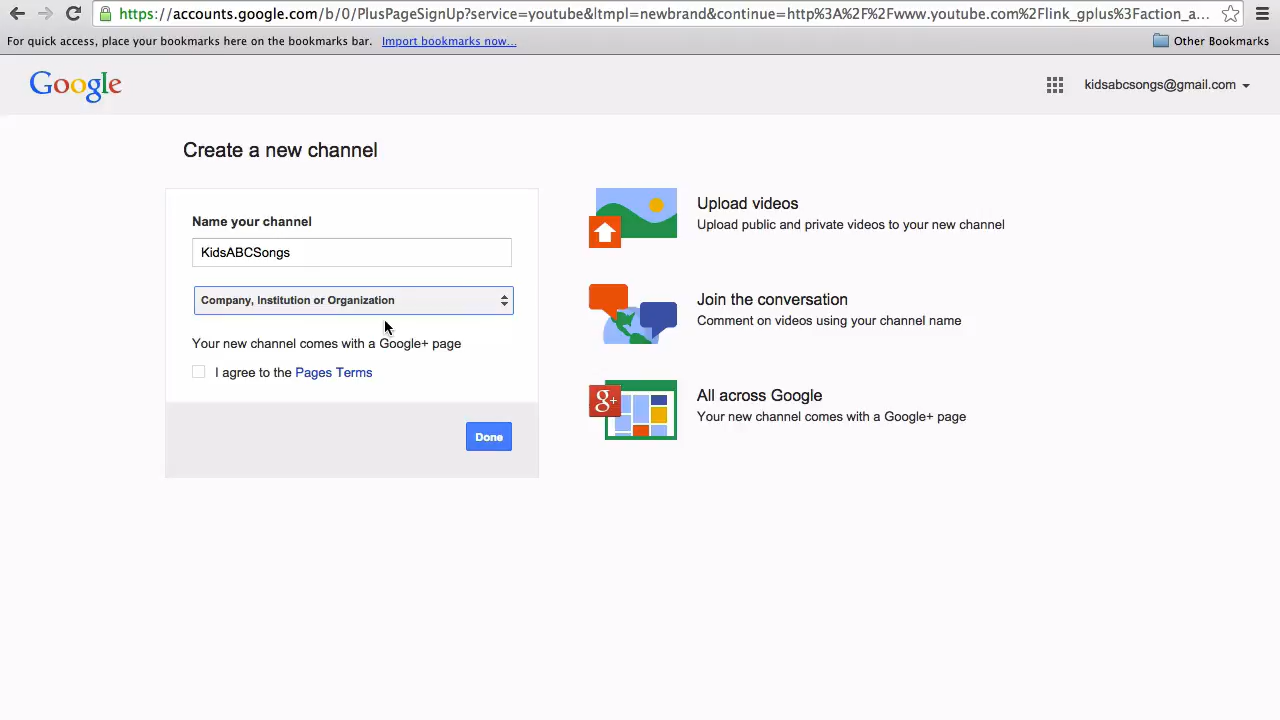 https://accounts.google.com/b/0/PlusPageSignUp?service=youtube&ltmpl=newbrand&continue=http%3A%2F%2Fwww.youtube.com%2Flink_gplus%3Faction_a...
For quick access, place your bookmarks here on the bookmarks bar. Import bookmarks now...
Other Bookmarks
Google
kidsabcsongs@gmail.com
Create a new channel
Name your channel
KidsABCSongs
Company, Institution or Organization
Your new channel comes with a Google+ page
I agree to the Pages Terms
Done
Upload videos
Upload public and private videos to your new channel
Join the conversation
Comment on videos using your channel name
g+
All across Google
Your new channel comes with a Google+ page